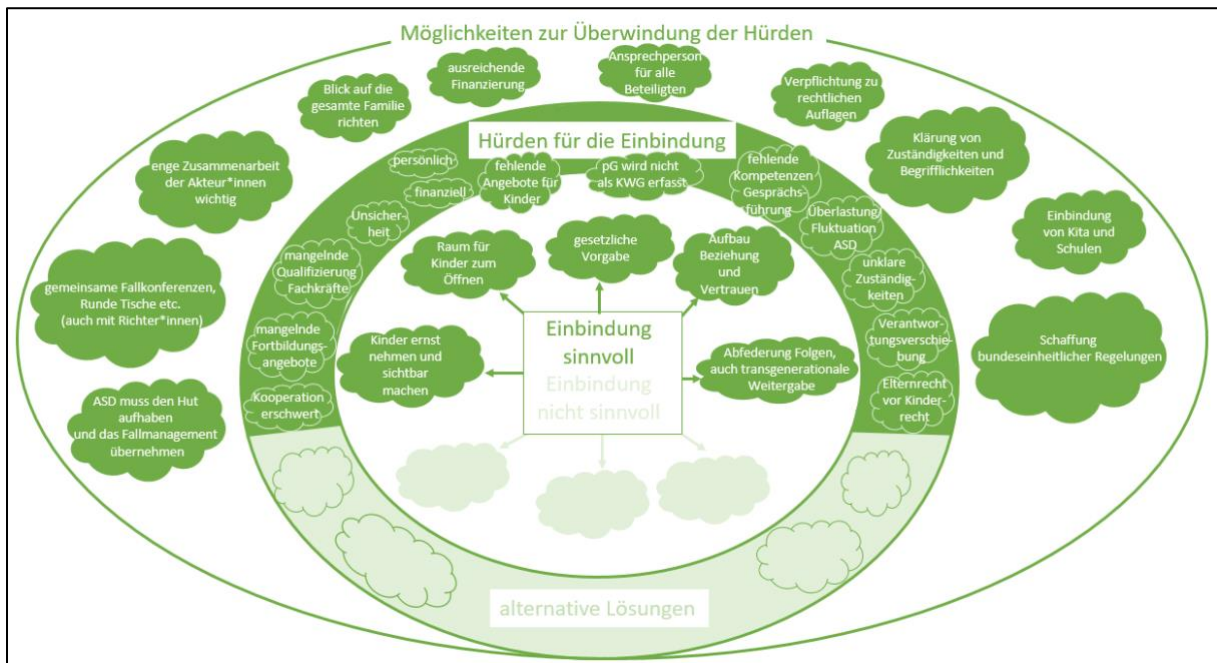 Möglichkeiten zur Überwindung der Hürden
Ansprechperson
für alle
Beteiligten
ausreichende
Finanzierung
Blick auf die
gesamte Familie
richten
Verpflichtung zu
rechtlichen
Auflagen
enge Zusammenarbeit
der Akteur*innen
wichtig
Klärung von
Zuständigkeiten und
Begrifflichkeiten
Einbindung
von Kita und
Schulen
gemeinsame Fallkonferenzen,
Runde Tische etc.
(auch mit Richter*innen)
Schaffung
bundeseinheitlicher Regelungen
ASD muss den Hut
aufhaben
und das Fallmanagement
übernehmen
Hürden für die Einbindung
persönlich
finanziell
Unsicher-
heit
mangelnde
Qualifizierung
Fachkräfte
mangelnde
Fortbildungs-
angebote
Kooperation
erschwert
fehlende
Angebote für
Kinder
pG wird nicht
als KWG erfasst
fehlende
Kompetenzen
Gesprächs-
führung
Überlastung/
Fluktuation
ASD
unklare
Zuständig-
keiten
Verantwor-
tungsverschie-
bung
Elternrecht
vor Kinder-
recht
Raum für
Kinder zum
Öffnen
gesetzliche
Vorgabe
Aufbau
Beziehung
und
Vertrauen
Kinder ernst
nehmen und
sichtbar
machen
Abfederung Folgen,
auch transgenerationale
Weitergabe
Einbindung
sinnvoll
Einbindung
nicht sinnvoll
alternative Lösungen